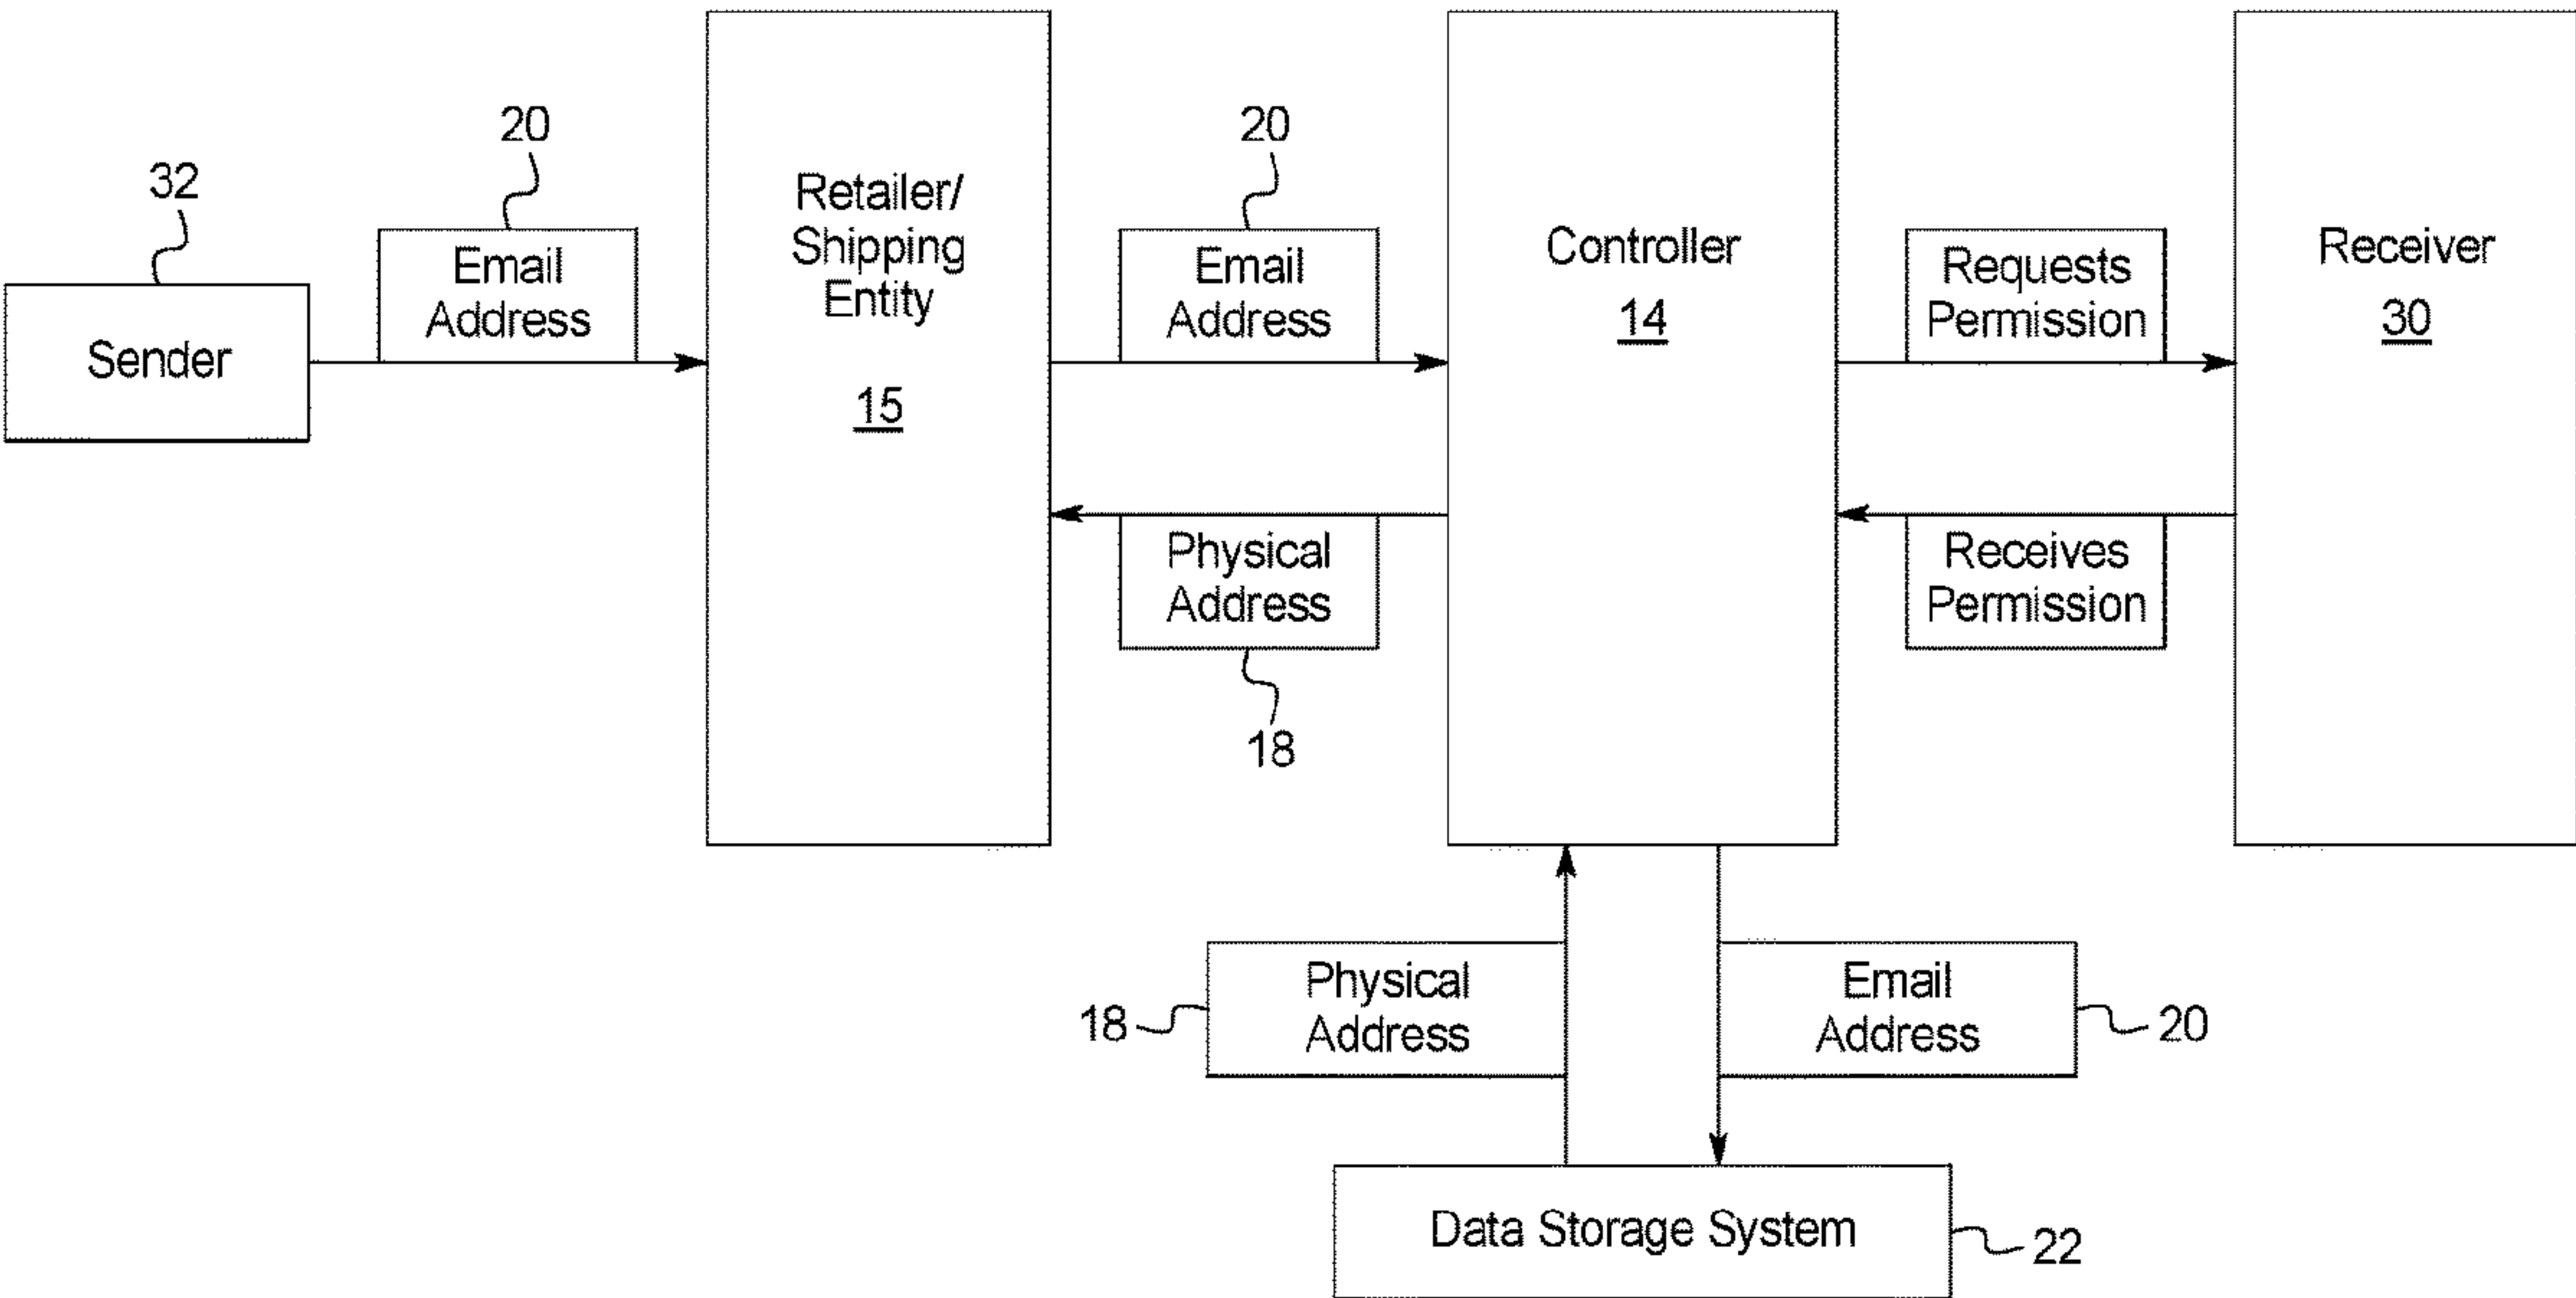 32
Sender
20
Email
Address
Retailer/
Shipping
Entity
15
20
Email
Address
Physical
Address
18
Controller
14
Requests
Permission
Receives
Permission
Receiver
30
18
Physical
Address
Email
Address
20
Data Storage System
22